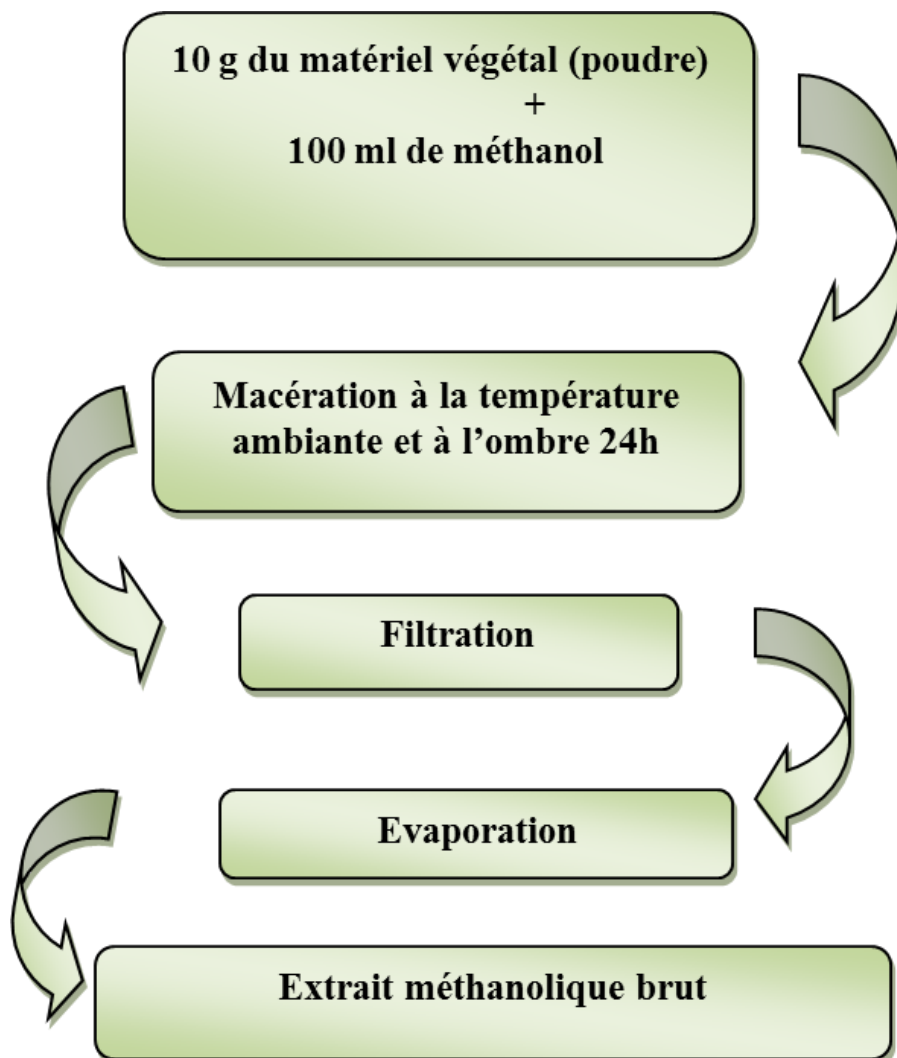 10 g du matériel végétal (poudre)
+
100 ml de méthanol
Macération à la température
ambiante et à l’ombre 24h
Filtration
Evaporation
Extrait méthanolique brut